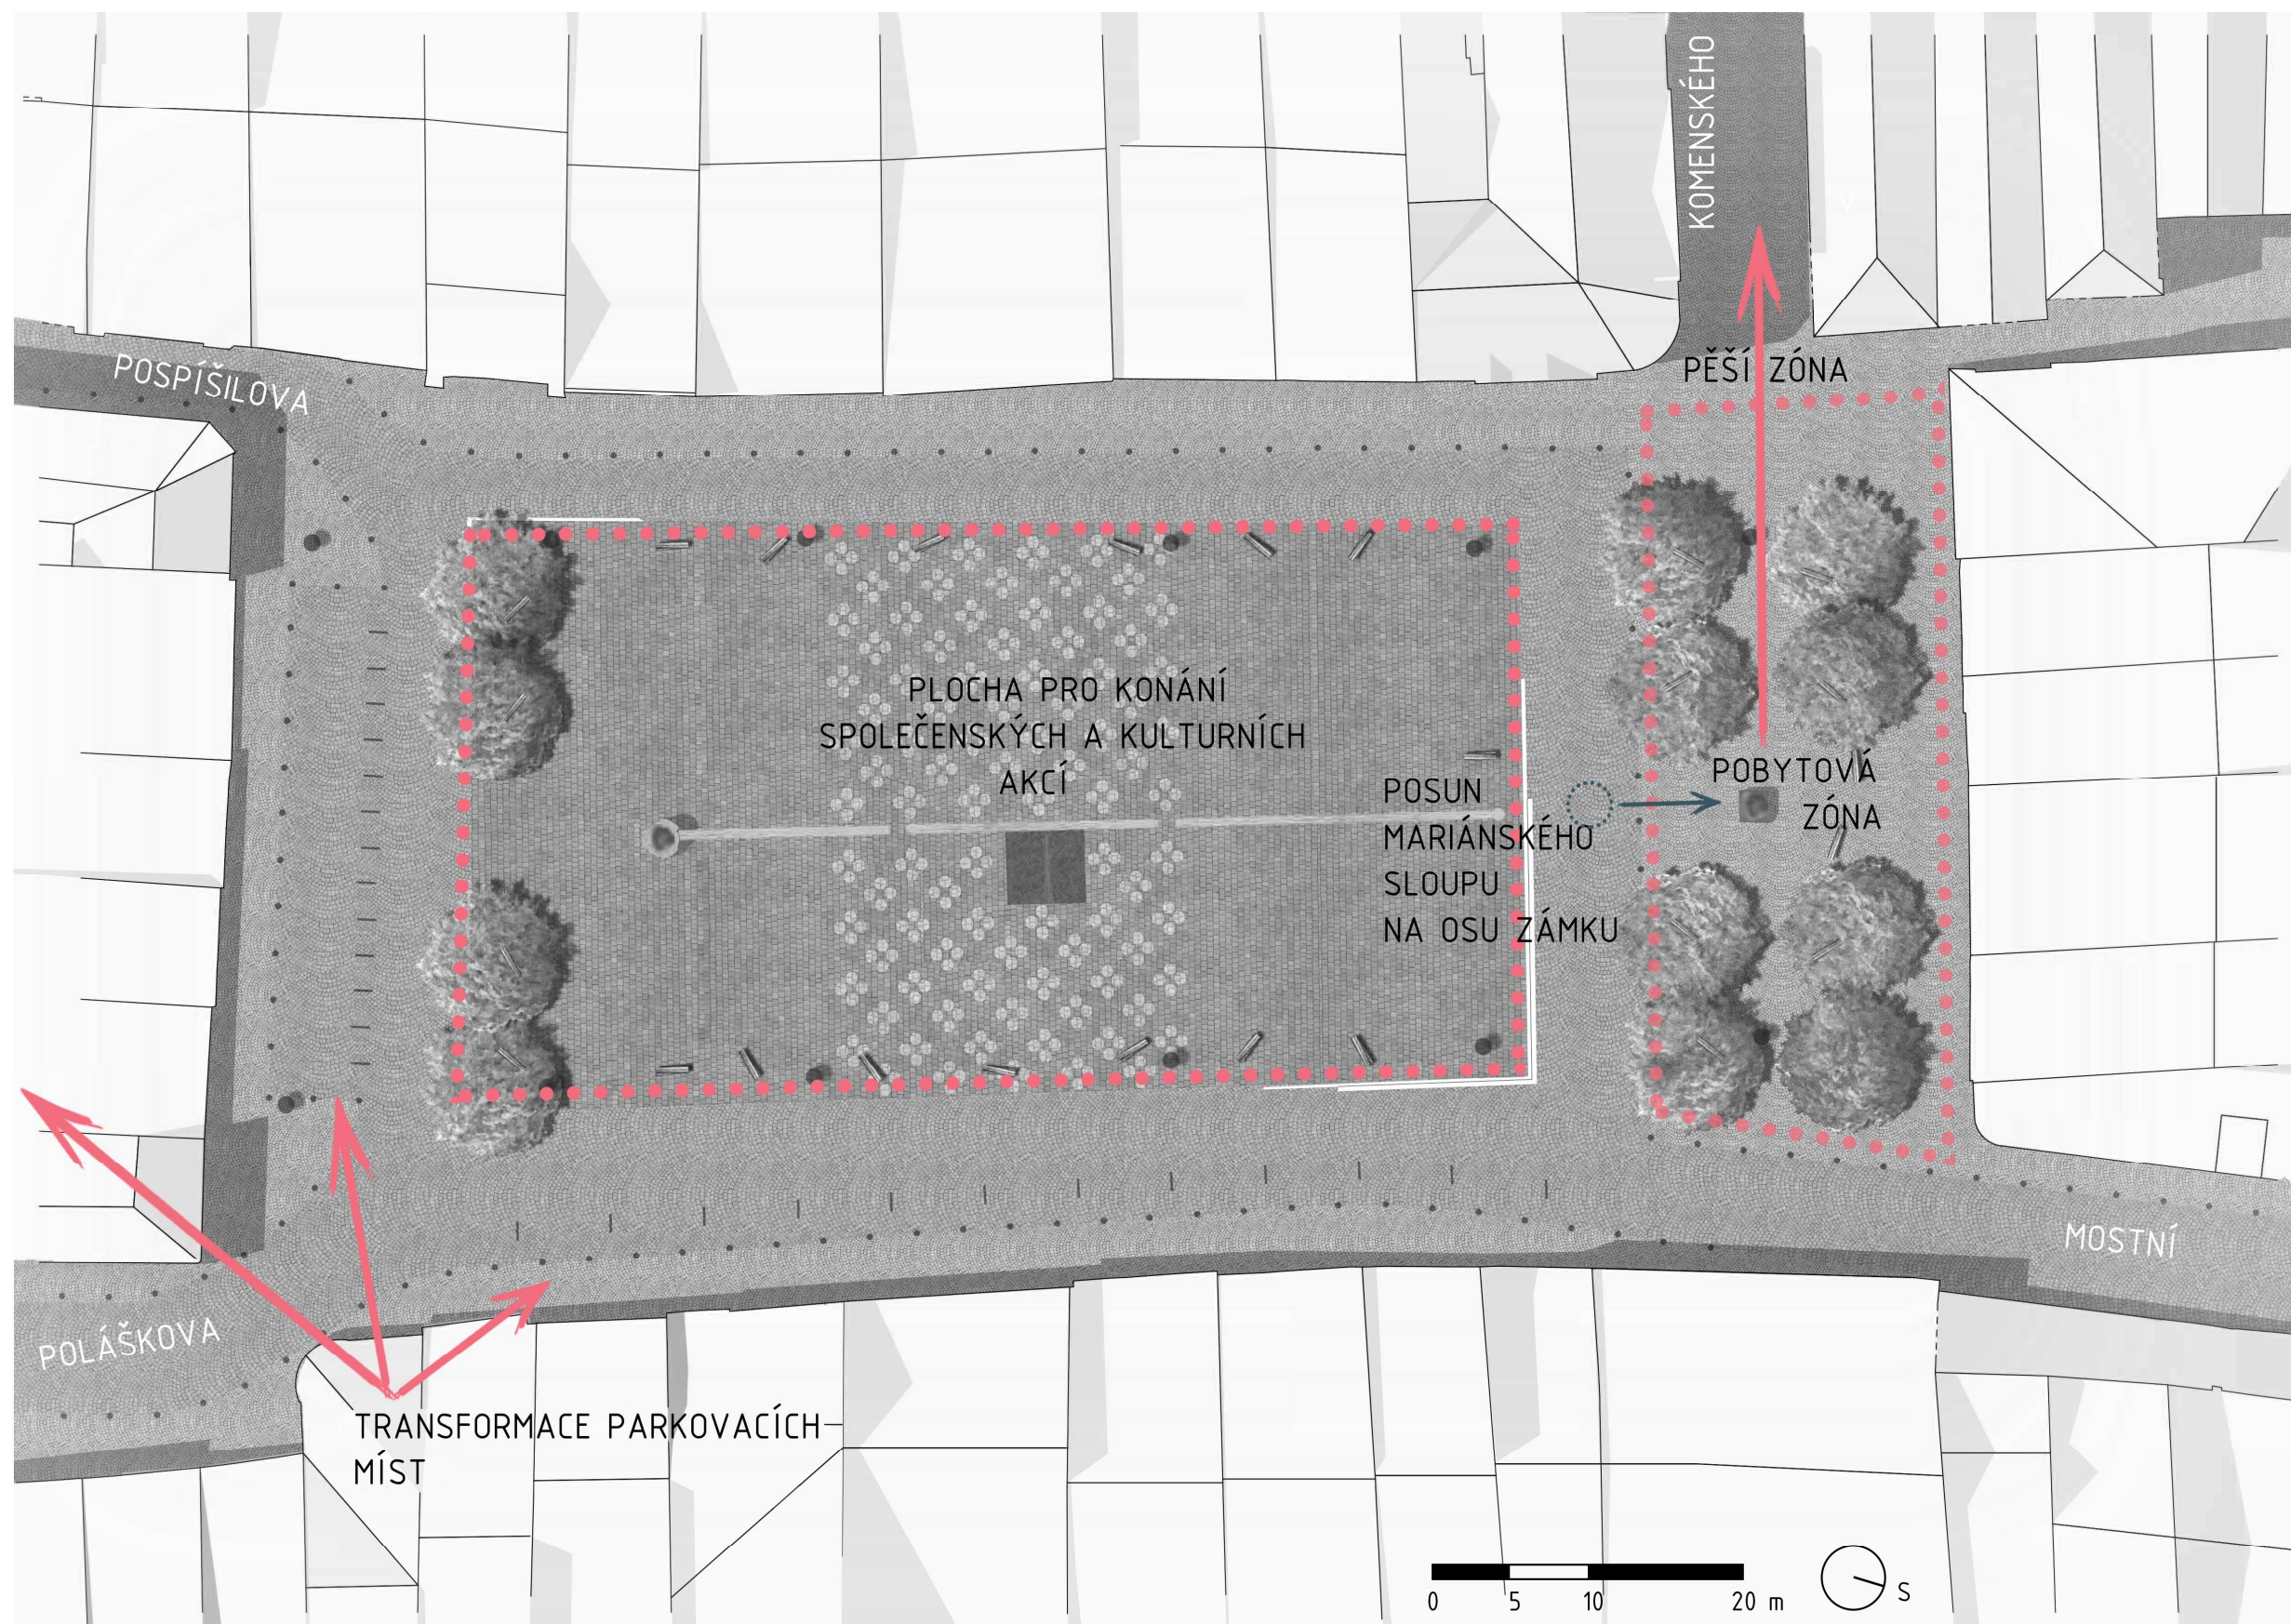 KOMENSKÉHO
POSPÍŠILOVA
PĚŠÍ ZÓNA
PLOCHA PRO KONÁNÍ
SPOLEČENSKÝCH A KULTURNÍCH
AKCÍ
POSUN
MARIÁNSKÉHO
SLOUPU
NA OSU ZÁMKU
POBYTOVÁ
ZÓNA
MOSTNÍ
POLÁŠKOVA
TRANSFORMACE PARKOVACÍCH
MÍST
0 5 10 20 m
S